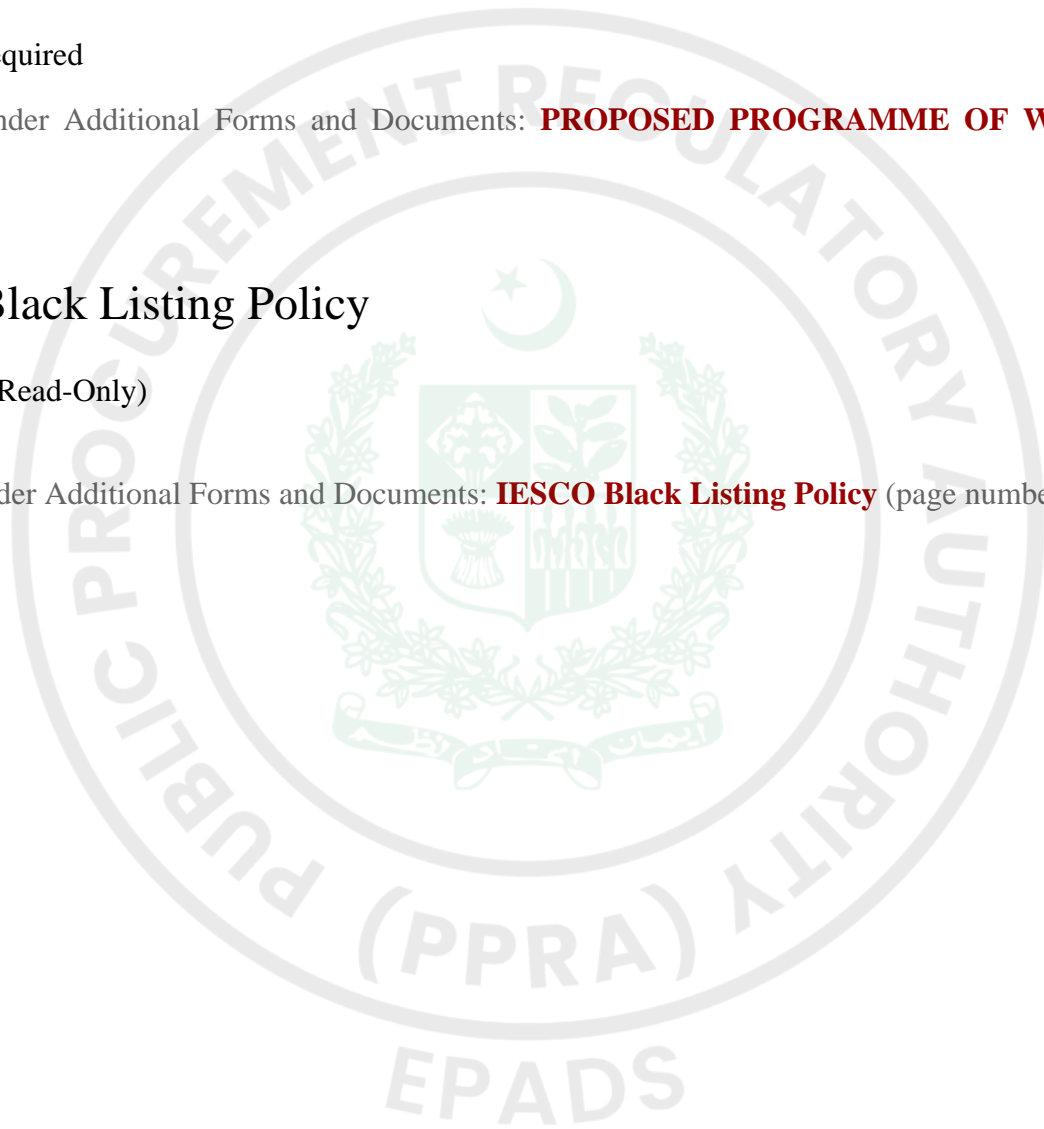 equired
nder Additional Forms and Documents: PROPOSED PROGRAMME OF W
Black Listing Policy
Read-Only)
der Additional Forms and Documents: IESCO Black Listing Policy (page numbe
PUBLIC PROCUREMENT REGULATORY AUTHORITY
(PPRA)
EPADS